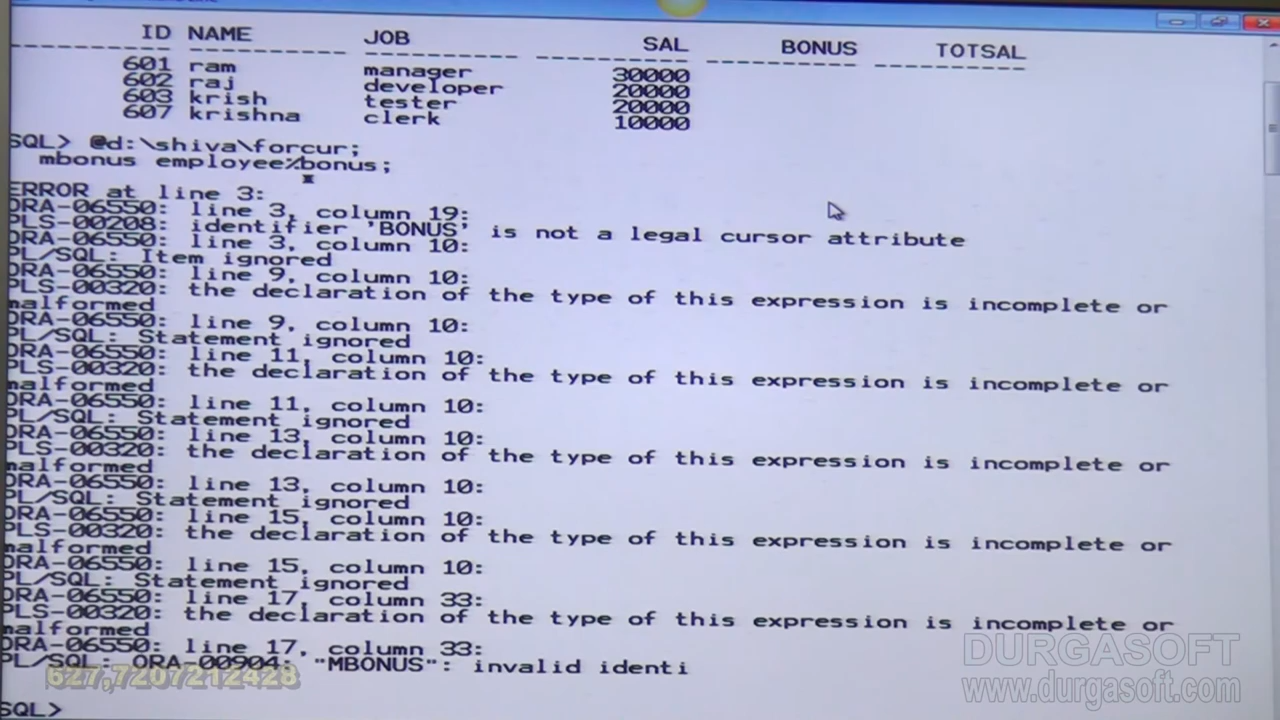 ID NAME JOB SAL BONUS TOTSAL
601 ram manager 30000
602 raj developer 20000
603 krish tester 20000
607 krishna clerk 10000
SQL> @d:\shiva\forcur;
mbonus employee%bonus;
*
ERROR at line 3:
ORA-06550: line 3, column 19:
PLS-00208: identifier 'BONUS' is not a legal cursor attribute
ORA-06550: line 3, column 10:
PL/SQL: Item ignored
ORA-06550: line 9, column 10:
PLS-00320: the declaration of the type of this expression is incomplete or
malformed
ORA-06550: line 9, column 10:
PL/SQL: Statement ignored
ORA-06550: line 11, column 10:
PLS-00320: the declaration of the type of this expression is incomplete or
malformed
ORA-06550: line 11, column 10:
PL/SQL: Statement ignored
ORA-06550: line 13, column 10:
PLS-00320: the declaration of the type of this expression is incomplete or
malformed
ORA-06550: line 13, column 10:
PL/SQL: Statement ignored
ORA-06550: line 15, column 10:
PLS-00320: the declaration of the type of this expression is incomplete or
malformed
ORA-06550: line 15, column 10:
PL/SQL: Statement ignored
ORA-06550: line 17, column 33:
PLS-00320: the declaration of the type of this expression is incomplete or
malformed
ORA-06550: line 17, column 33:
PL/SQL: ORA-00904: "MBONUS": invalid identi
627,7207212428
SQL>
DURGASOFT
www.durgasoft.com